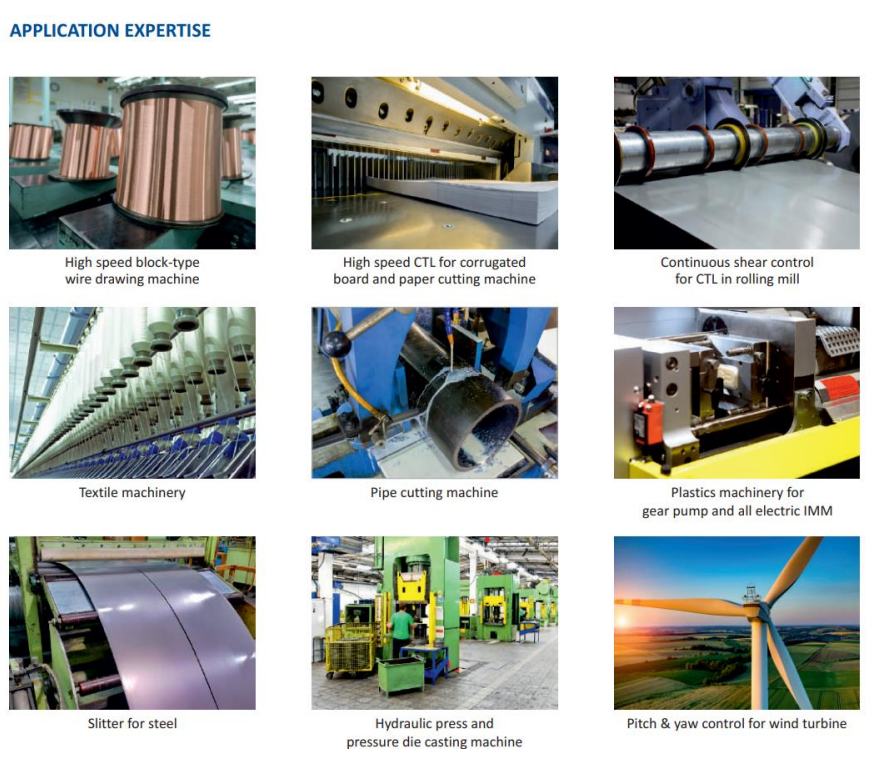 APPLICATION EXPERTISE
High speed block-type
wire drawing machine
High speed CTL for corrugated
board and paper cutting machine
Continuous shear control
for CTL in rolling mill
Textile machinery
Pipe cutting machine
Plastics machinery for
gear pump and all electric IMM
Slitter for steel
Hydraulic press and
pressure die casting machine
Pitch & yaw control for wind turbine